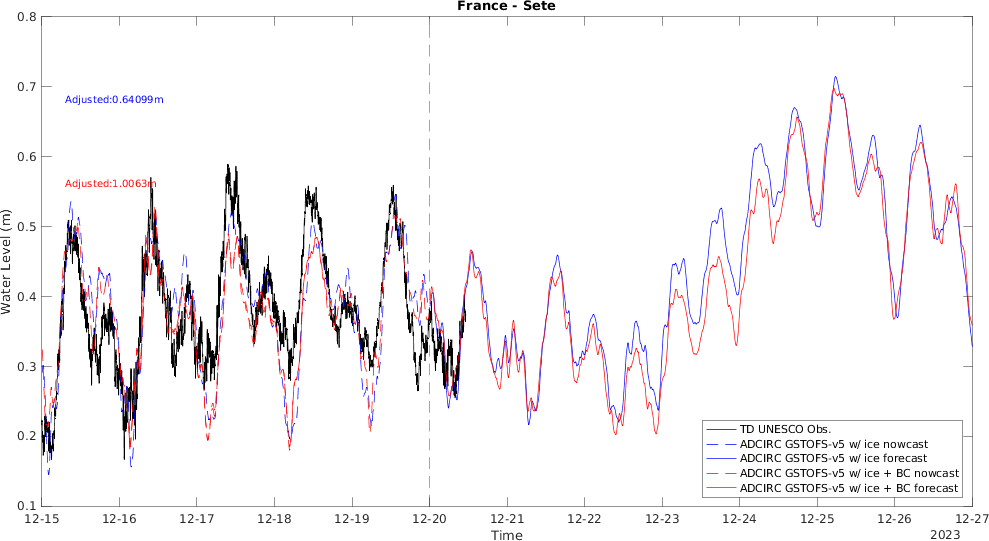 France - Sete
0.8
0.7
0.6
0.5
0.4
0.3
0.2
0.1
Water Level (m)
Adjusted:0.64099m
Adjusted:1.0063m
TD UNESCO Obs.
ADCIRC GSTOFS-v5 w/ ice nowcast
ADCIRC GSTOFS-v5 w/ ice forecast
ADCIRC GSTOFS-v5 w/ ice + BC nowcast
ADCIRC GSTOFS-v5 w/ ice + BC forecast
12-15 12-16 12-17 12-18 12-19 12-20 12-21 12-22 12-23 12-24 12-25 12-26 12-27
Time
2023